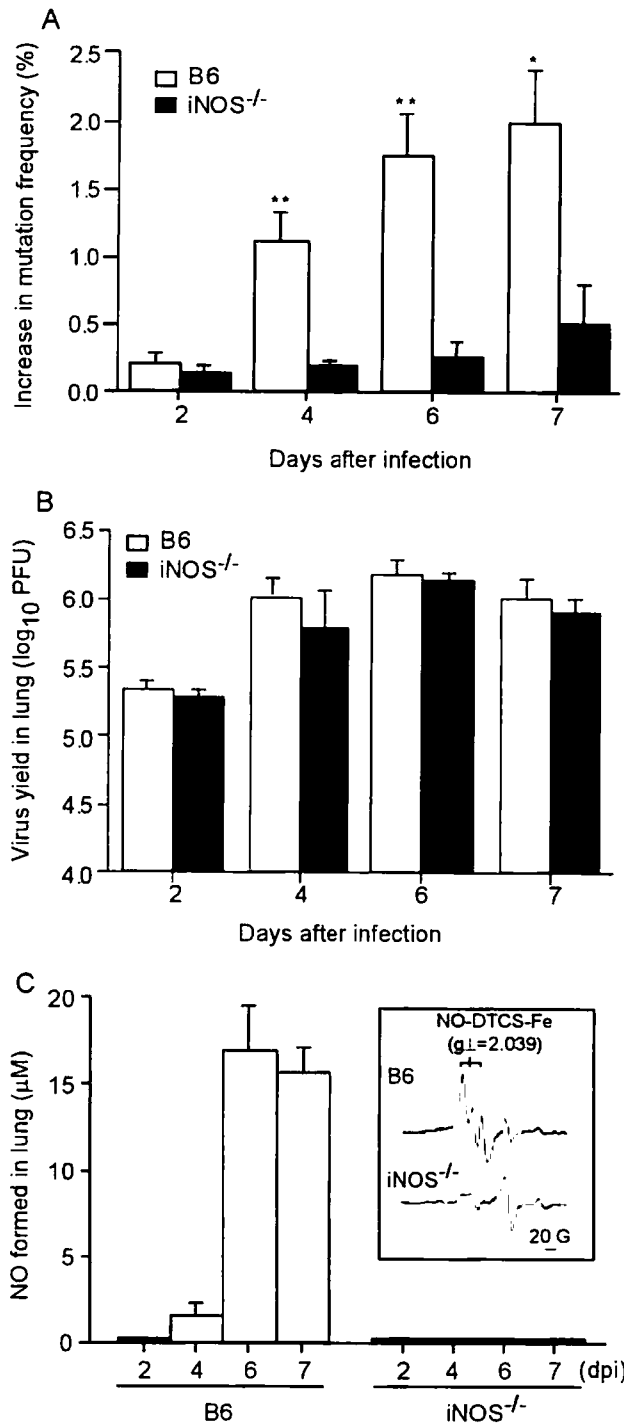 A
Increase in mutation frequency (%)
2.5
2.0
1.5
1.0
0.5
0.0
B6
iNOS-/-
**
**
*
2 4 6 7
Days after infection
B
Virus yield in lung (log10 PFU)
6.5
6.0
5.5
5.0
4.5
4.0
B6
iNOS-/-
2 4 6 7
Days after infection
C
NO formed in lung (μM)
20
15
10
5
0
NO-DTCS-Fe
(g⊥=2.039)
B6
iNOS-/-
20 G
2 4 6 7 2 4 6 7 (dpi)
B6 iNOS-/-